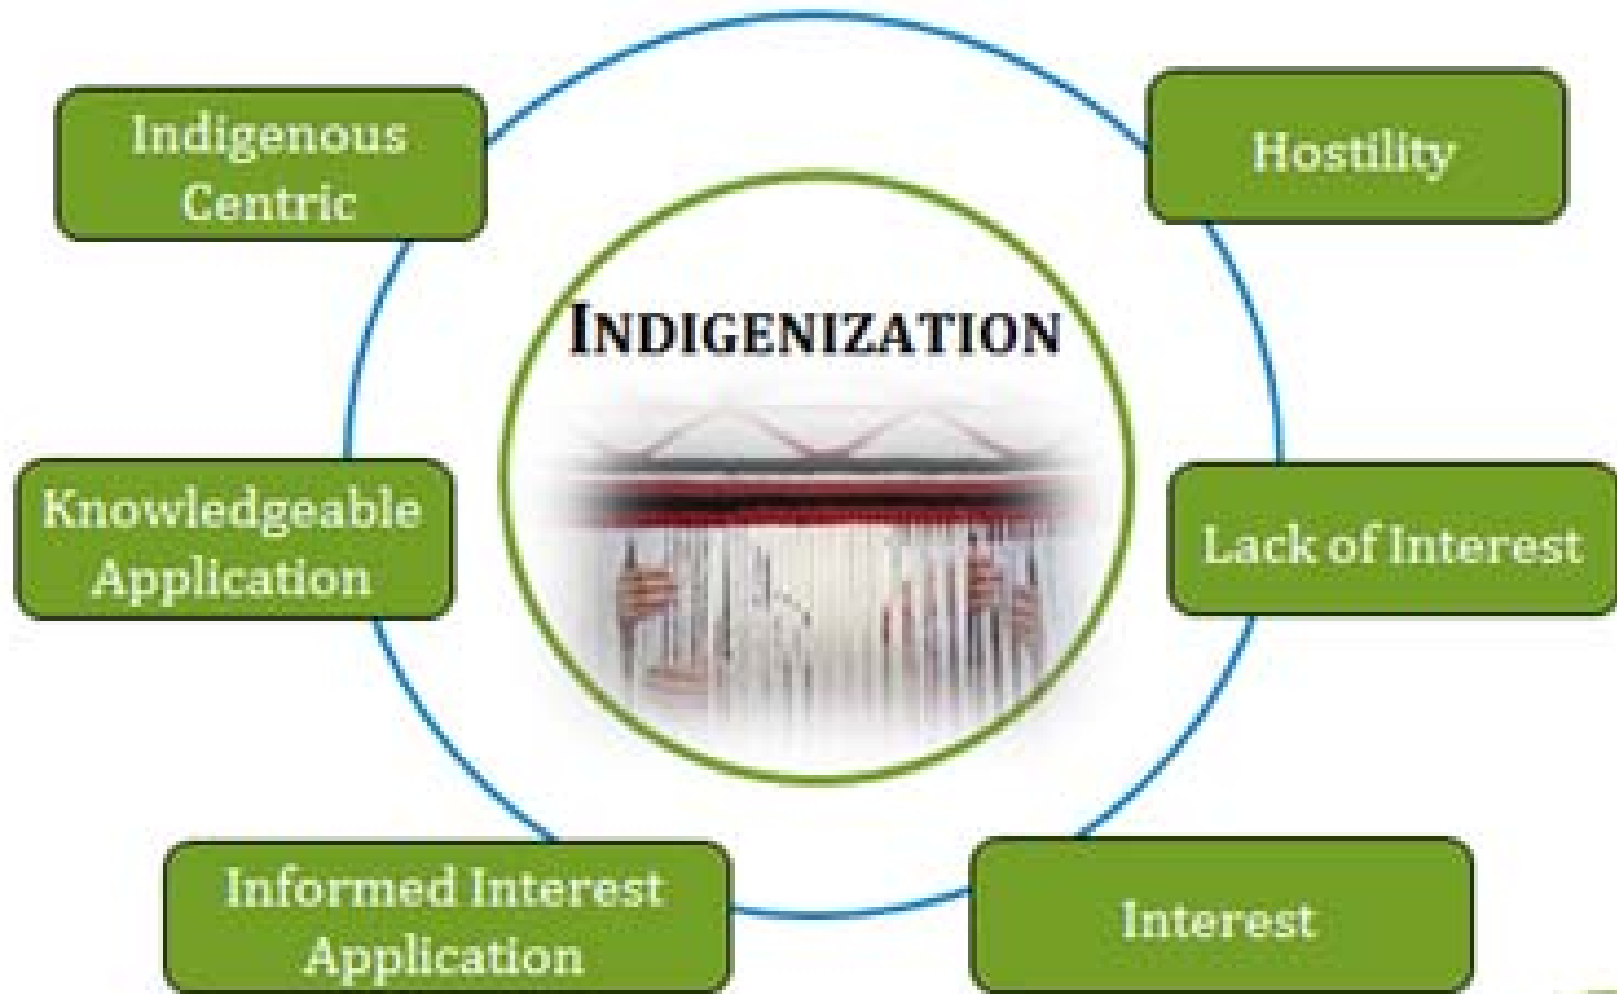 Indigenous
Centric
Hostility
INDIGENIZATION
Knowledgeable
Application
Lack of Interest
Informed Interest
Application
Interest